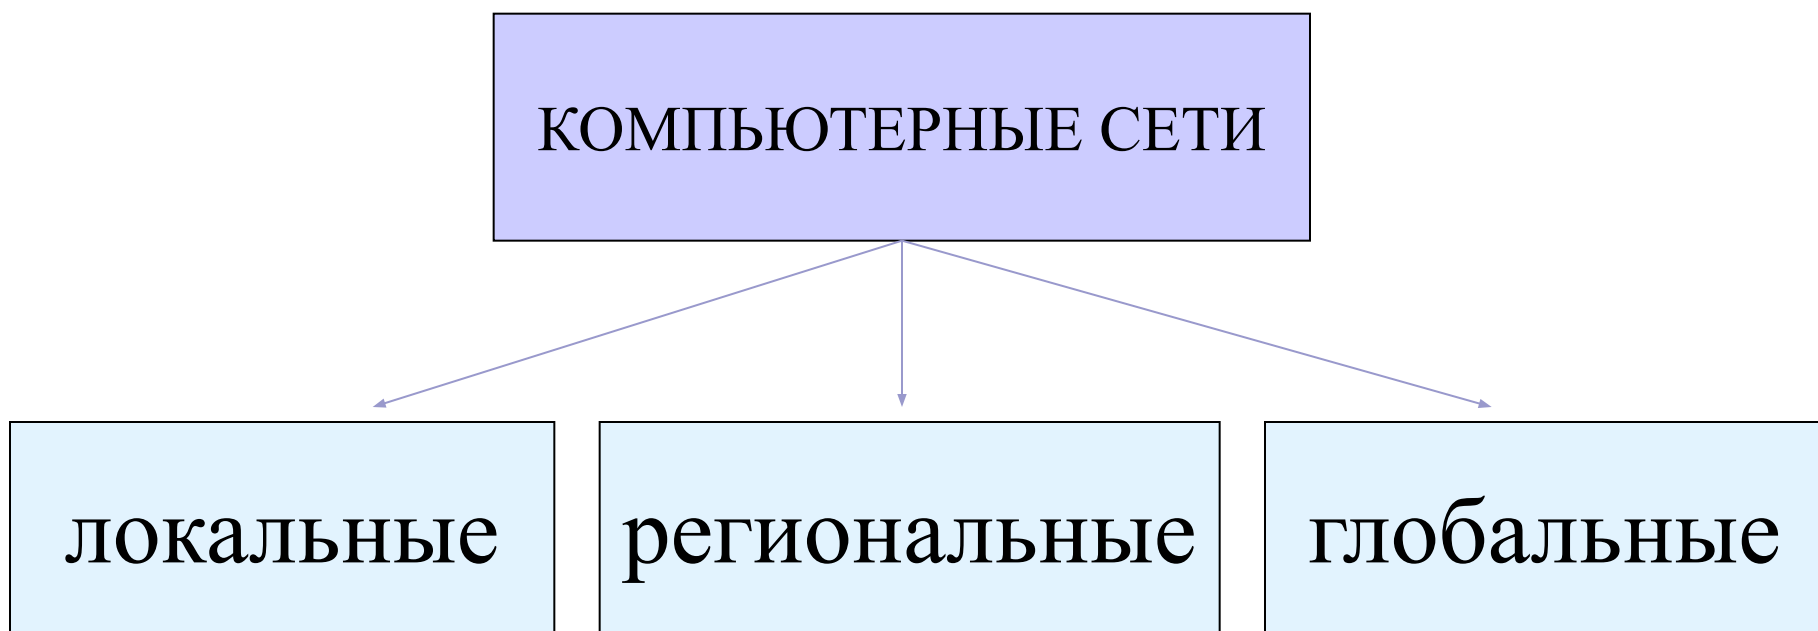 КОМПЬЮТЕРНЫЕ СЕТИ
локальные
региональные
глобальные